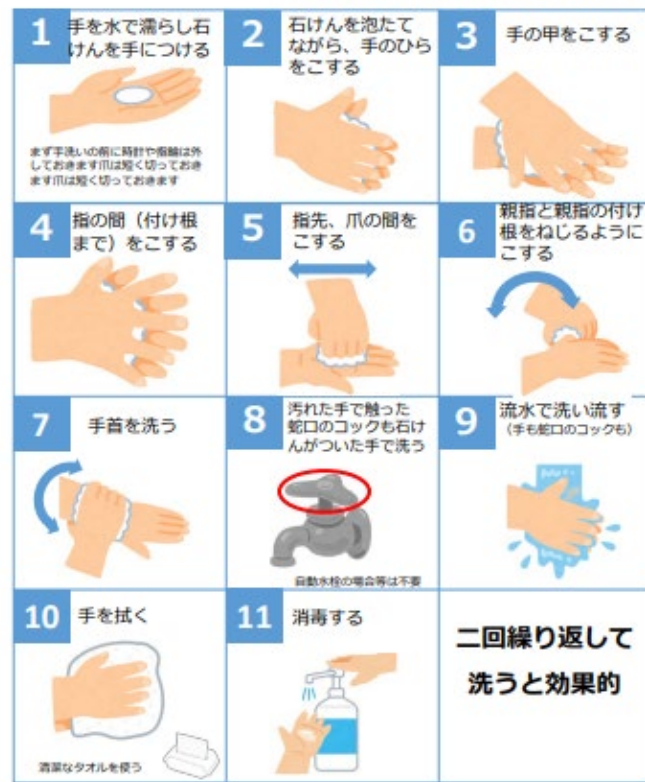 1
手を水で濡らし石
けんを手につける
まず手洗いの前に時計や指輪は外
しておきます爪は短く切っておき
ます爪は短く切っておきます
2
石けんを泡たて
ながら、手のひら
をこする
3
手の甲をこする
4
指の間（付け根
まで）をこする
5
指先、爪の間を
こする
6
親指と親指の付け
根をねじるように
こする
7
手首を洗う
8
汚れた手で触った
蛇口のコックも石け
んがついた手で洗う
自動水栓の場合等は不要
9
流水で洗い流す
（手も蛇口のコックも）
10
手を拭く
清潔なタオルを使う
11
消毒する
二回繰り返して
洗うと効果的